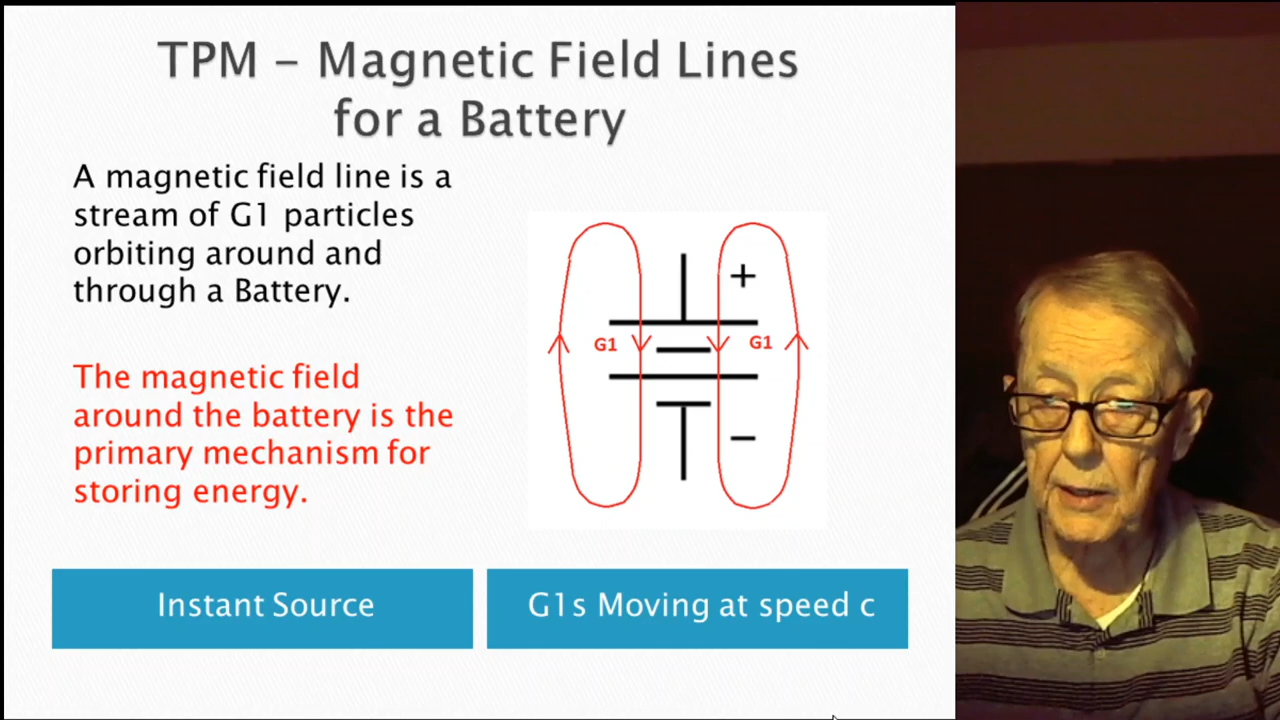 TPM – Magnetic Field Lines
for a Battery
A magnetic field line is a
stream of G1 particles
orbiting around and
through a Battery.
The magnetic field
around the battery is the
primary mechanism for
storing energy.
+
G1
G1
–
Instant Source
G1s Moving at speed c